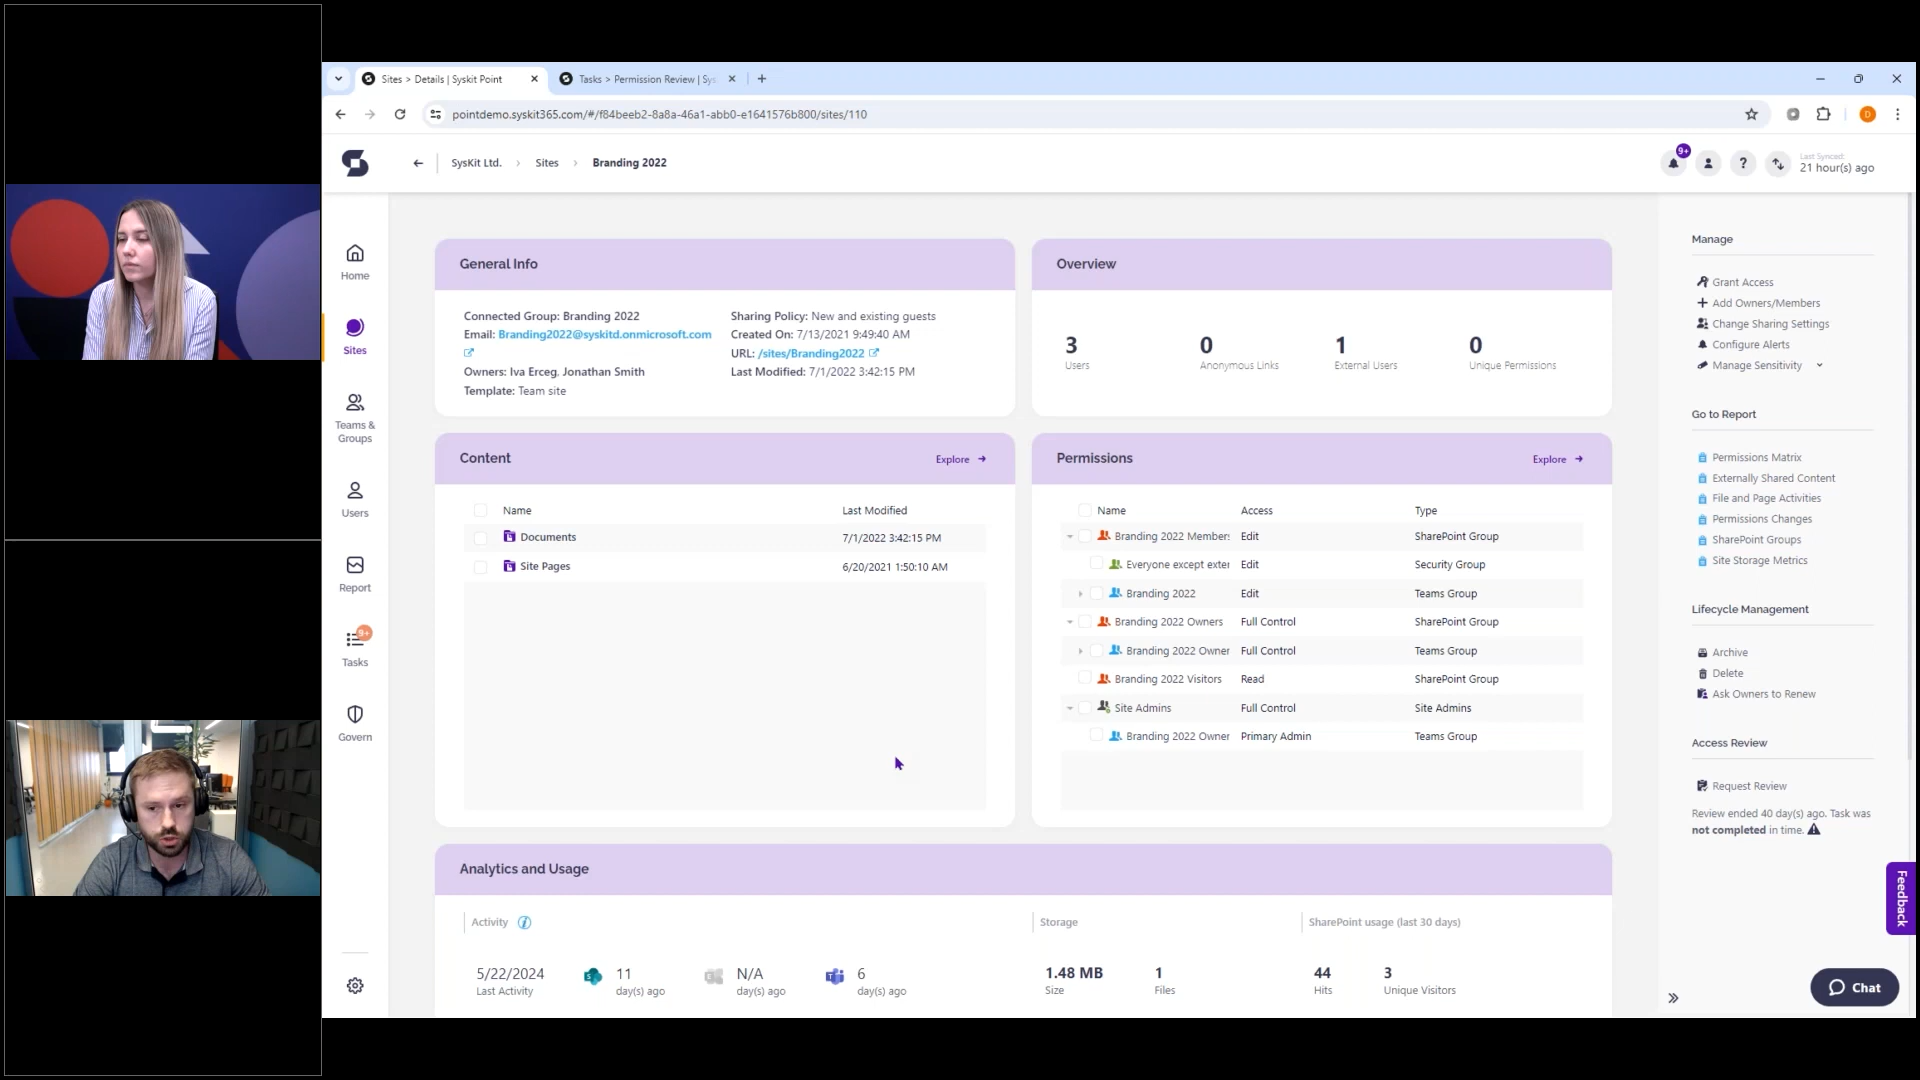 Sites > Details | Syskit Point
Tasks > Permission Review | Sys
pointdemo.syskit365.com/#/f84beeb2-8a8a-46a1-abb0-e1641576b800/sites/110
D
SysKit Ltd.
Sites
Branding 2022
9+
?
Last Synced:
21 hour(s) ago
Home
Sites
Teams &
Groups
Users
Report
9+
Tasks
Govern
General Info
Connected Group: Branding 2022
Email: Branding2022@syskitd.onmicrosoft.com
Owners: Iva Erceg, Jonathan Smith
Template: Team site
Sharing Policy: New and existing guests
Created On: 7/13/2021 9:49:40 AM
URL: /sites/Branding2022
Last Modified: 7/1/2022 3:42:15 PM
Overview
3
Users
0
Anonymous Links
1
External Users
0
Unique Permissions
Content
Explore
Name
Last Modified
Documents
7/1/2022 3:42:15 PM
Site Pages
6/20/2021 1:50:10 AM
Permissions
Explore
Name
Access
Type
Branding 2022 Members
Edit
SharePoint Group
Everyone except exter
Edit
Security Group
Branding 2022
Edit
Teams Group
Branding 2022 Owners
Full Control
SharePoint Group
Branding 2022 Owner
Full Control
Teams Group
Branding 2022 Visitors
Read
SharePoint Group
Site Admins
Full Control
Site Admins
Branding 2022 Owner
Primary Admin
Teams Group
Analytics and Usage
Activity
5/22/2024
Last Activity
11
day(s) ago
N/A
day(s) ago
6
day(s) ago
Storage
1.48 MB
Size
1
Files
SharePoint usage (last 30 days)
44
Hits
3
Unique Visitors
Manage
Grant Access
Add Owners/Members
Change Sharing Settings
Configure Alerts
Manage Sensitivity
Go to Report
Permissions Matrix
Externally Shared Content
File and Page Activities
Permissions Changes
SharePoint Groups
Site Storage Metrics
Lifecycle Management
Archive
Delete
Ask Owners to Renew
Access Review
Request Review
Review ended 40 day(s) ago. Task was
not completed in time.
Feedback
Chat